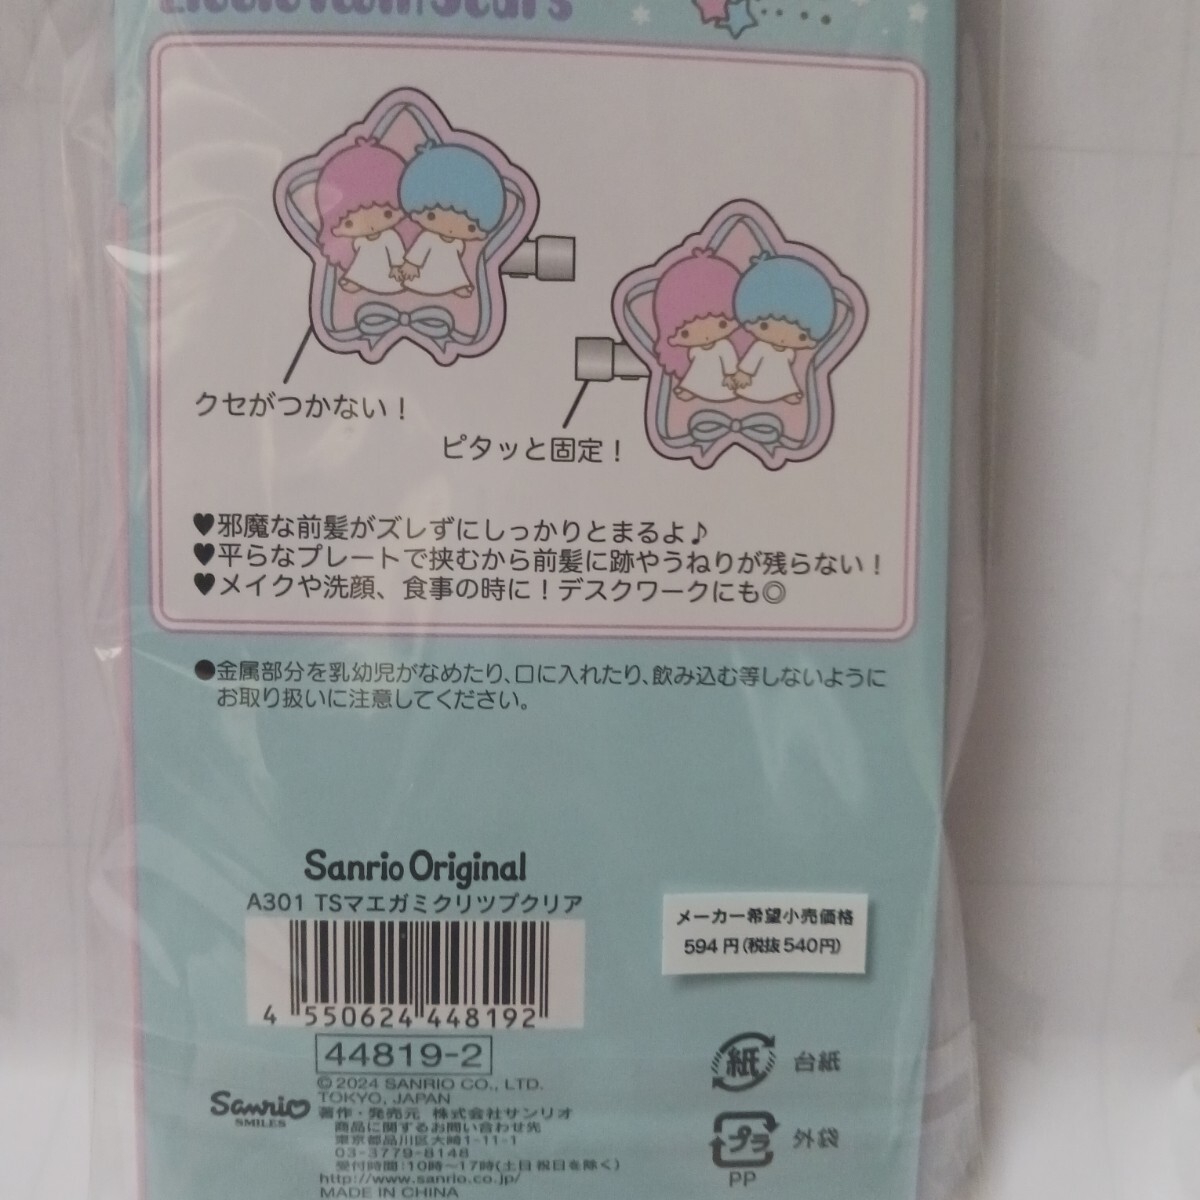 LittleTwinStars
クセがつかない!
ピタッと固定!
♥邪魔な前髪がズレずにしっかりとまるよ♪
♥平らなプレートで挟むから前髪に跡やうねりが残らない!
♥メイクや洗顔、食事の時に!デスクワークにも◎
●金属部分を乳幼児がなめたり、口に入れたり、飲み込む等しないように
お取り扱いに注意してください。
Sanrio Original
A301 TSマエガミクリツプクリア
4 550624 448192
44819-2
メーカー希望小売価格
594 円(税抜540円)
©2024 SANRIO CO., LTD.
TOKYO, JAPAN
著作・発売元 株式会社サンリオ
商品に関するお問い合わせ先
東京都品川区大崎1-11-1
03-3779-8148
受付時間:10時~17時(土日祝日を除く)
http://www.sanrio.co.jp/
MADE IN CHINA
Sanrio
SMILES
紙 台紙
プラ 外袋
PP